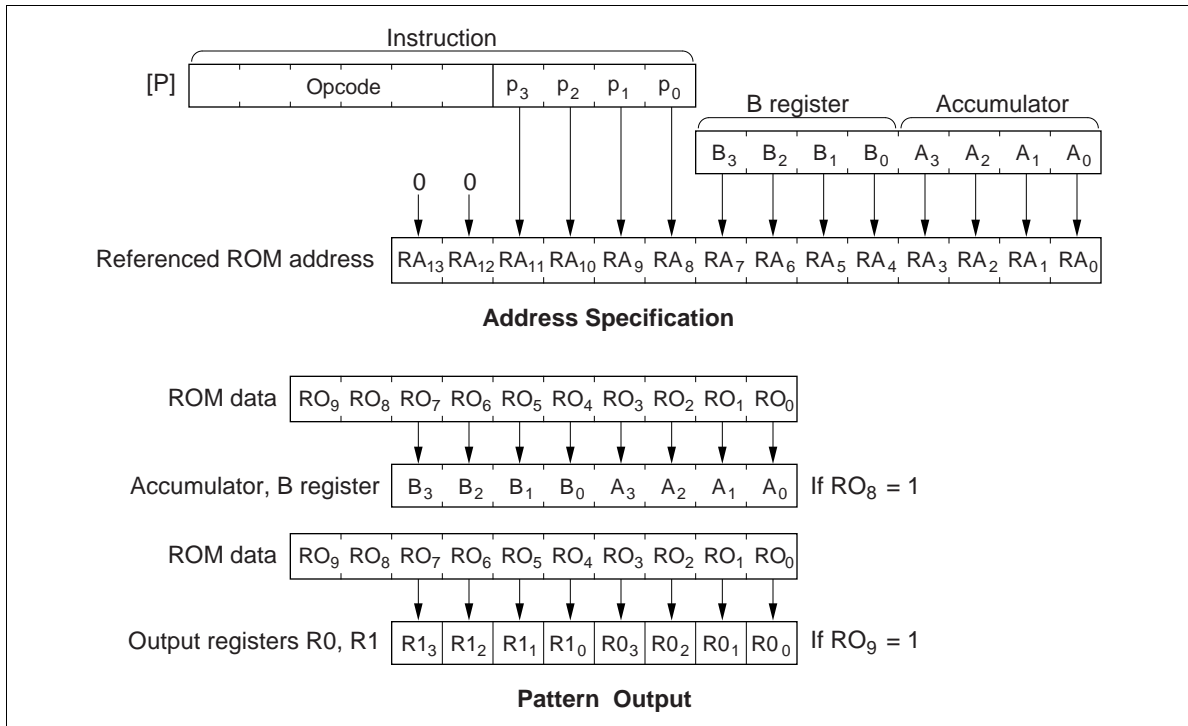 Instruction
[P] Opcode p3 p2 p1 p0
B register Accumulator
B3 B2 B1 B0 A3 A2 A1 A0
0 0
Referenced ROM address RA13 RA12 RA11 RA10 RA9 RA8 RA7 RA6 RA5 RA4 RA3 RA2 RA1 RA0
Address Specification
ROM data RO9 RO8 RO7 RO6 RO5 RO4 RO3 RO2 RO1 RO0
Accumulator, B register B3 B2 B1 B0 A3 A2 A1 A0 If RO8 = 1
ROM data RO9 RO8 RO7 RO6 RO5 RO4 RO3 RO2 RO1 RO0
Output registers R0, R1 R13 R12 R11 R10 R03 R02 R01 R00 If RO9 = 1
Pattern Output